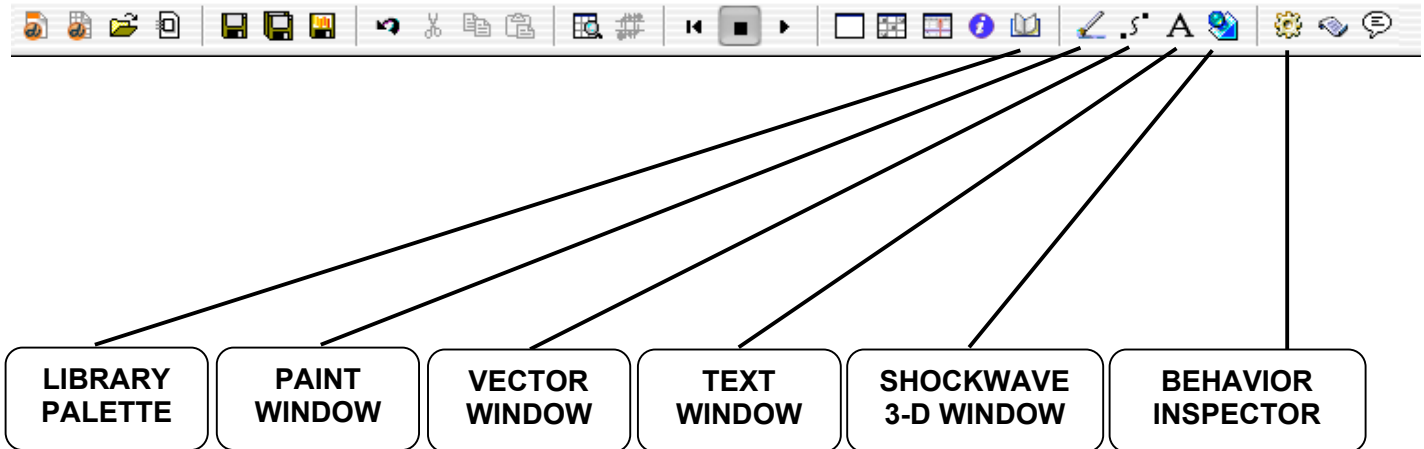 A
LIBRARY
PALETTE
PAINT
WINDOW
VECTOR
WINDOW
TEXT
WINDOW
SHOCKWAVE
3-D WINDOW
BEHAVIOR
INSPECTOR